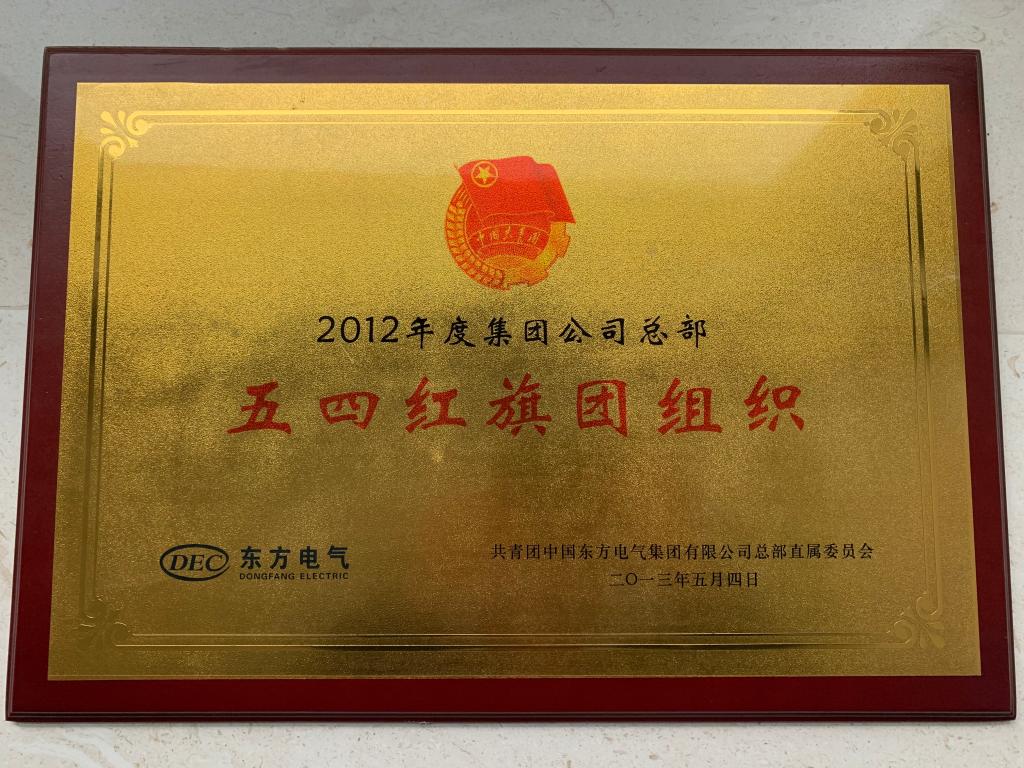 中国共青团
2012年度集团公司总部
五四红旗团组织
DEC 东方电气
DONGFANG ELECTRIC
共青团中国东方电气集团有限公司总部直属委员会
二〇一三年五月四日